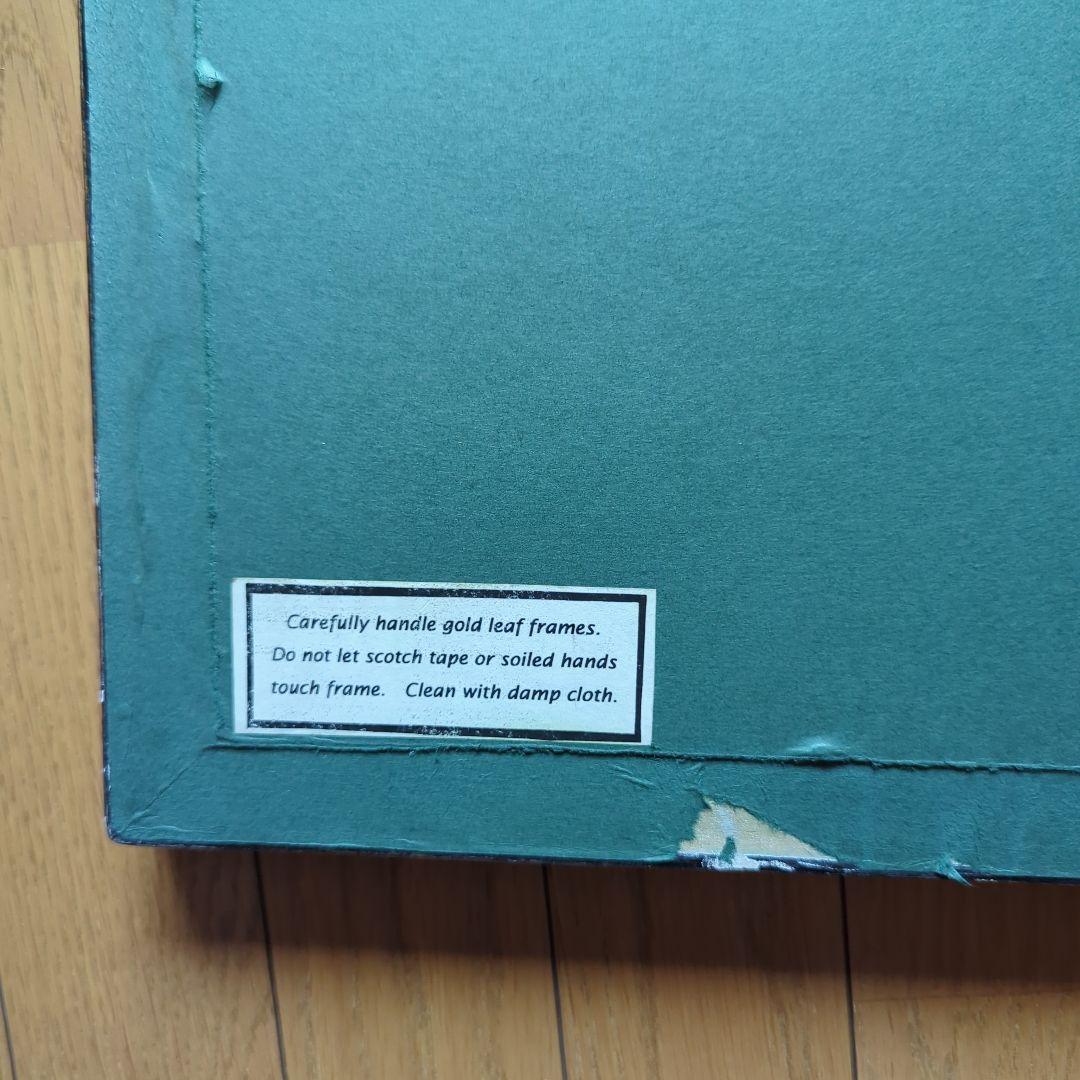 Carefully handle gold leaf frames.
Do not let scotch tape or soiled hands
touch frame. Clean with damp cloth.